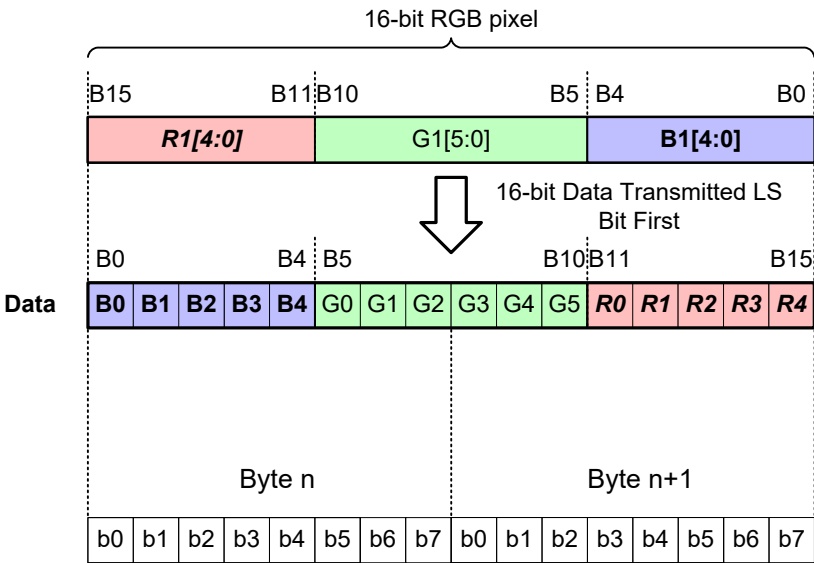 16-bit RGB pixel
B15 B11 B10 B5 B4 B0
R1[4:0] G1[5:0] B1[4:0]
16-bit Data Transmitted LS
Bit First
B0 B4 B5 B10 B11 B15
Data B0 B1 B2 B3 B4 G0 G1 G2 G3 G4 G5 R0 R1 R2 R3 R4
Byte n Byte n+1
b0 b1 b2 b3 b4 b5 b6 b7 b0 b1 b2 b3 b4 b5 b6 b7